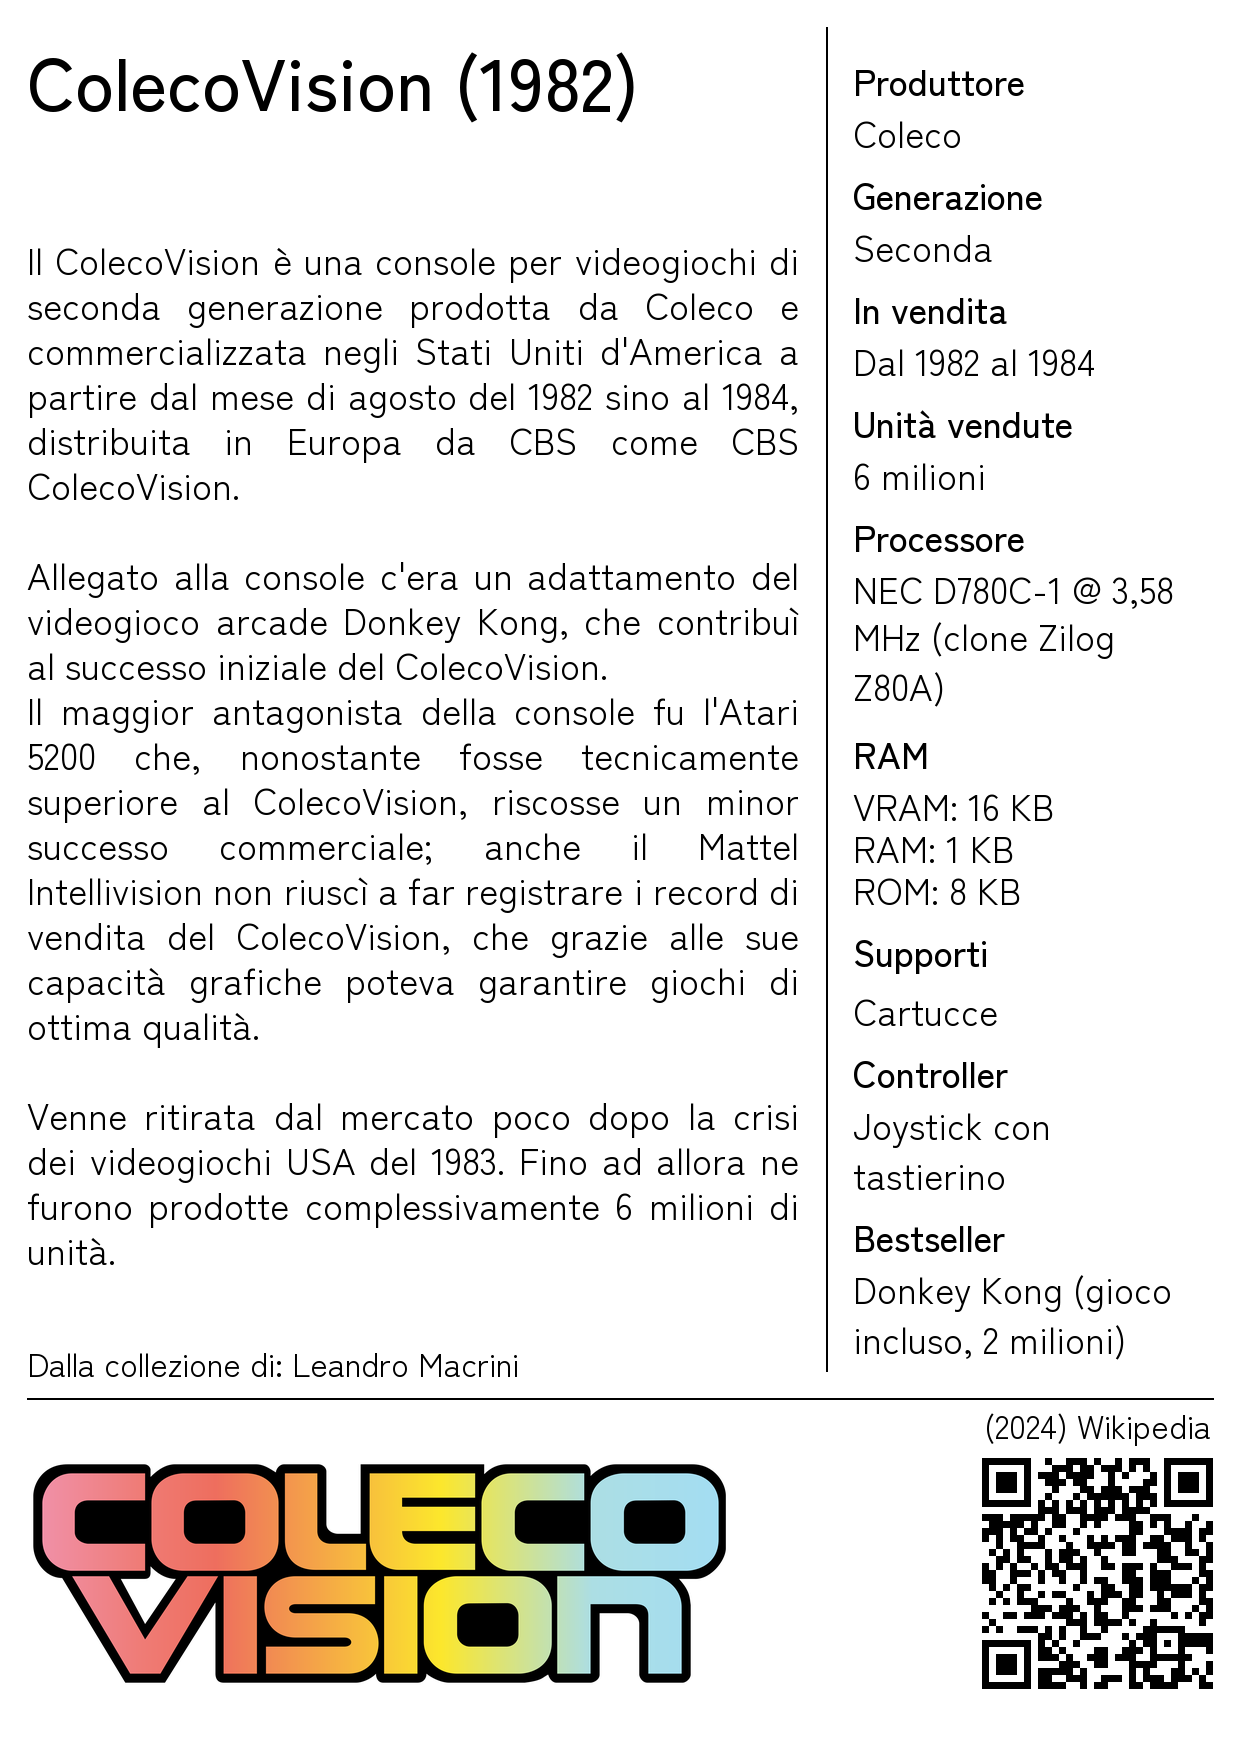 ColecoVision (1982)
Il ColecoVision è una console per videogiochi di
seconda generazione prodotta da Coleco e
commercializzata negli Stati Uniti d'America a
partire dal mese di agosto del 1982 sino al 1984,
distribuita in Europa da CBS come CBS
ColecoVision.
Allegato alla console c'era un adattamento del
videogioco arcade Donkey Kong, che contribuì
al successo iniziale del ColecoVision.
Il maggior antagonista della console fu l'Atari
5200 che, nonostante fosse tecnicamente
superiore al ColecoVision, riscosse un minor
successo commerciale; anche il Mattel
Intellivision non riuscì a far registrare i record di
vendita del ColecoVision, che grazie alle sue
capacità grafiche poteva garantire giochi di
ottima qualità.
Venne ritirata dal mercato poco dopo la crisi
dei videogiochi USA del 1983. Fino ad allora ne
furono prodotte complessivamente 6 milioni di
unità.
Dalla collezione di: Leandro Macrini
Produttore
Coleco
Generazione
Seconda
In vendita
Dal 1982 al 1984
Unità vendute
6 milioni
Processore
NEC D780C-1 @ 3,58
MHz (clone Zilog
Z80A)
RAM
VRAM: 16 KB
RAM: 1 KB
ROM: 8 KB
Supporti
Cartucce
Controller
Joystick con
tastierino
Bestseller
Donkey Kong (gioco
incluso, 2 milioni)
(2024) Wikipedia
COLECO
VISION